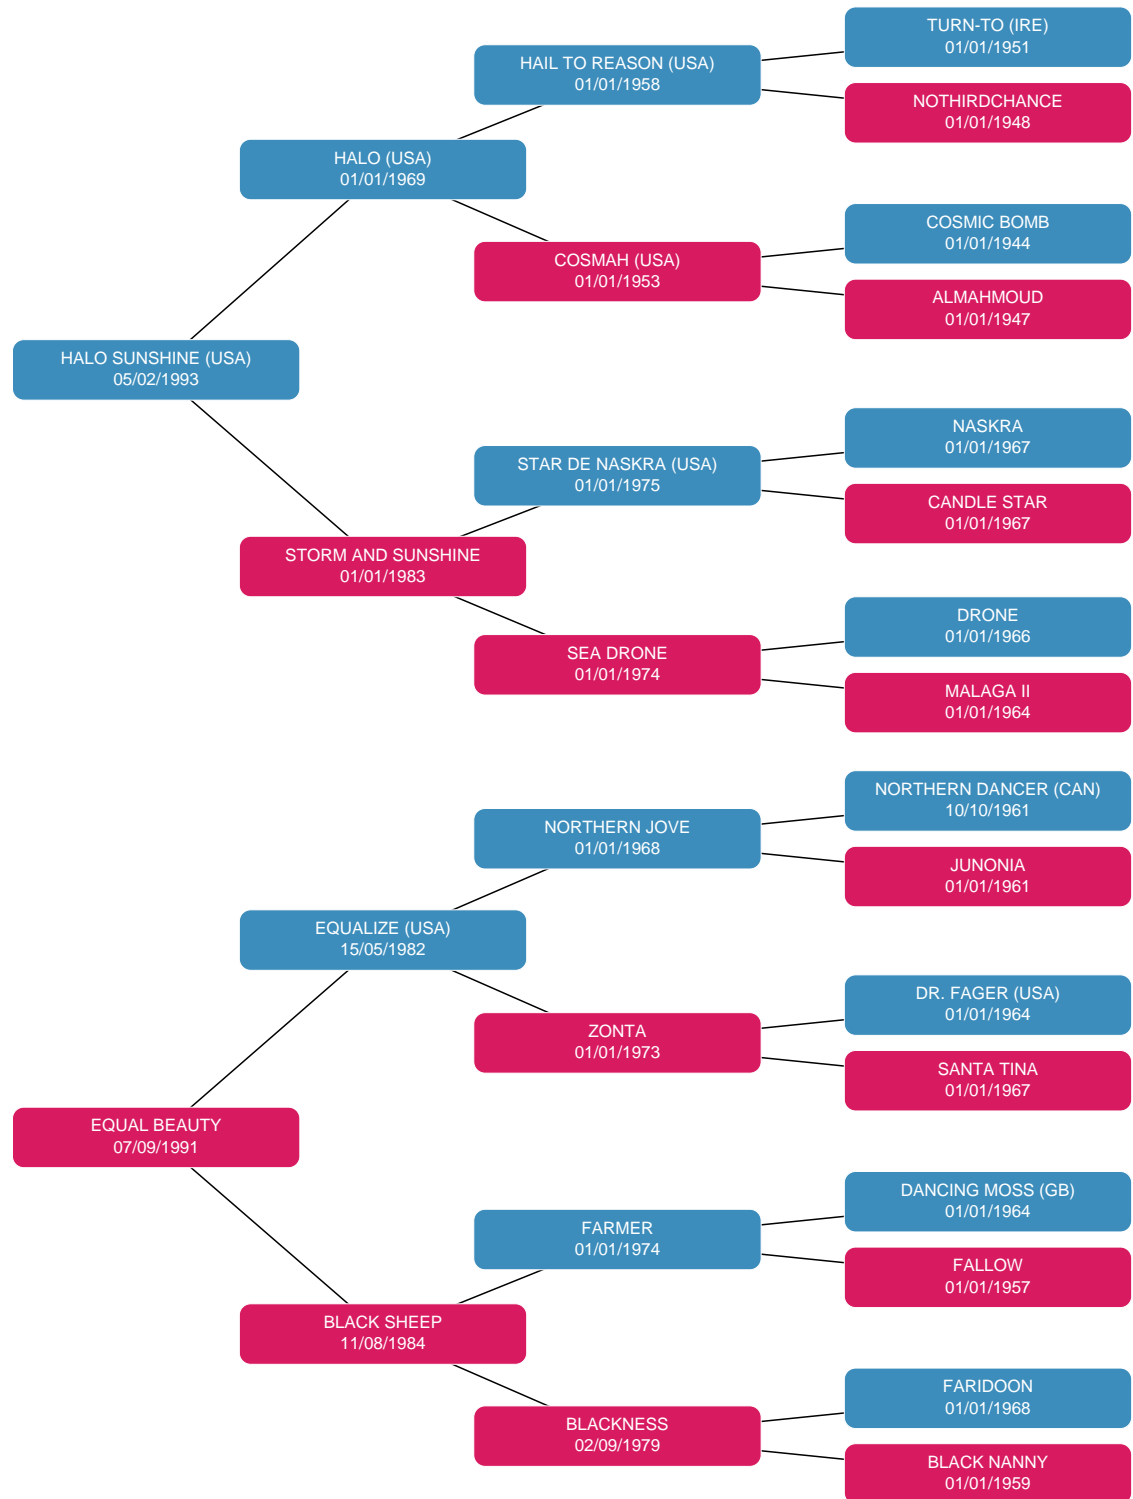 TURN-TO (IRE)
01/01/1951
HAIL TO REASON (USA)
01/01/1958
NOTHIRDCHANCE
01/01/1948
HALO (USA)
01/01/1969
COSMIC BOMB
01/01/1944
COSMAH (USA)
01/01/1953
ALMAHMOUD
01/01/1947
HALO SUNSHINE (USA)
05/02/1993
NASKRA
01/01/1967
STAR DE NASKRA (USA)
01/01/1975
CANDLE STAR
01/01/1967
STORM AND SUNSHINE
01/01/1983
DRONE
01/01/1966
SEA DRONE
01/01/1974
MALAGA II
01/01/1964
NORTHERN DANCER (CAN)
10/10/1961
NORTHERN JOVE
01/01/1968
JUNONIA
01/01/1961
EQUALIZE (USA)
15/05/1982
DR. FAGER (USA)
01/01/1964
ZONTA
01/01/1973
SANTA TINA
01/01/1967
EQUAL BEAUTY
07/09/1991
DANCING MOSS (GB)
01/01/1964
FARMER
01/01/1974
FALLOW
01/01/1957
BLACK SHEEP
11/08/1984
FARIDOON
01/01/1968
BLACKNESS
02/09/1979
BLACK NANNY
01/01/1959